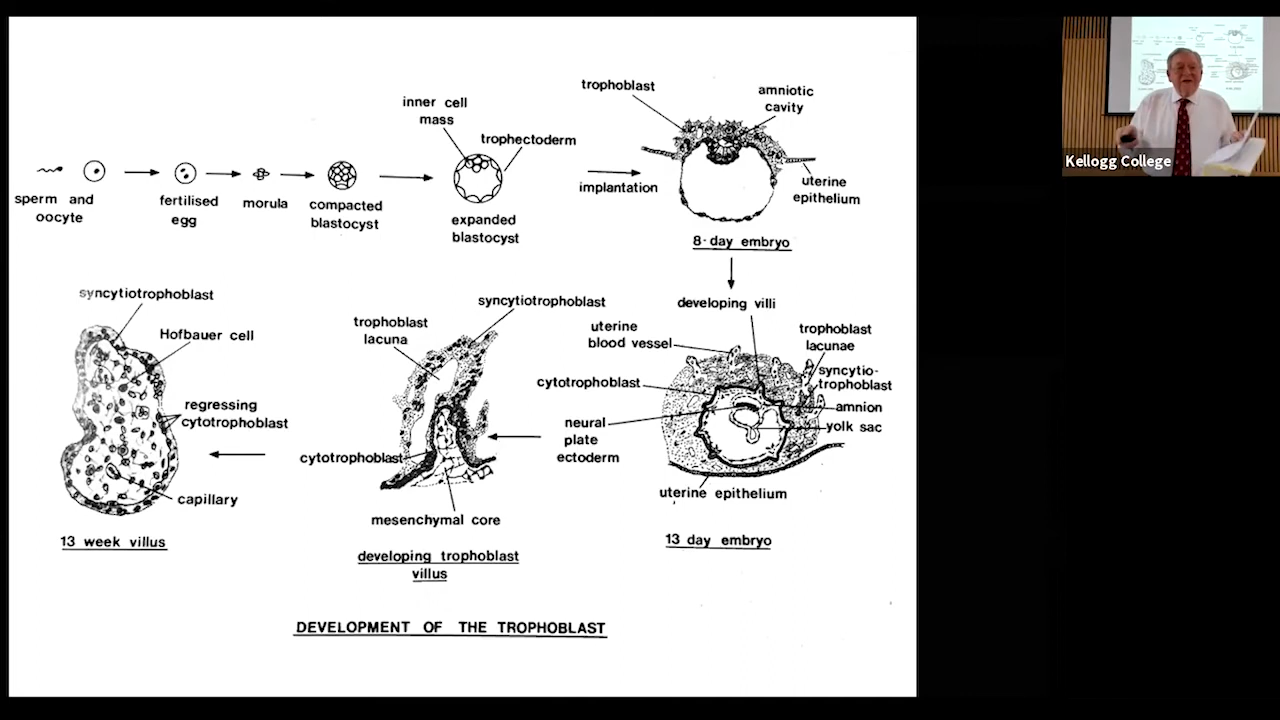 sperm and
oocyte
fertilised
egg
morula
compacted
blastocyst
inner cell
mass
trophectoderm
expanded
blastocyst
implantation
trophoblast
amniotic
cavity
uterine
epithelium
8-day embryo
developing villi
uterine
blood vessel
trophoblast
lacunae
cytotrophoblast
syncytio-
trophoblast
amnion
yolk sac
neural
plate
ectoderm
uterine epithelium
13 day embryo
syncytiotrophoblast
trophoblast
lacuna
cytotrophoblast
mesenchymal core
developing trophoblast
villus
syncytiotrophoblast
Hofbauer cell
regressing
cytotrophoblast
capillary
13 week villus
DEVELOPMENT OF THE TROPHOBLAST
Kellogg College